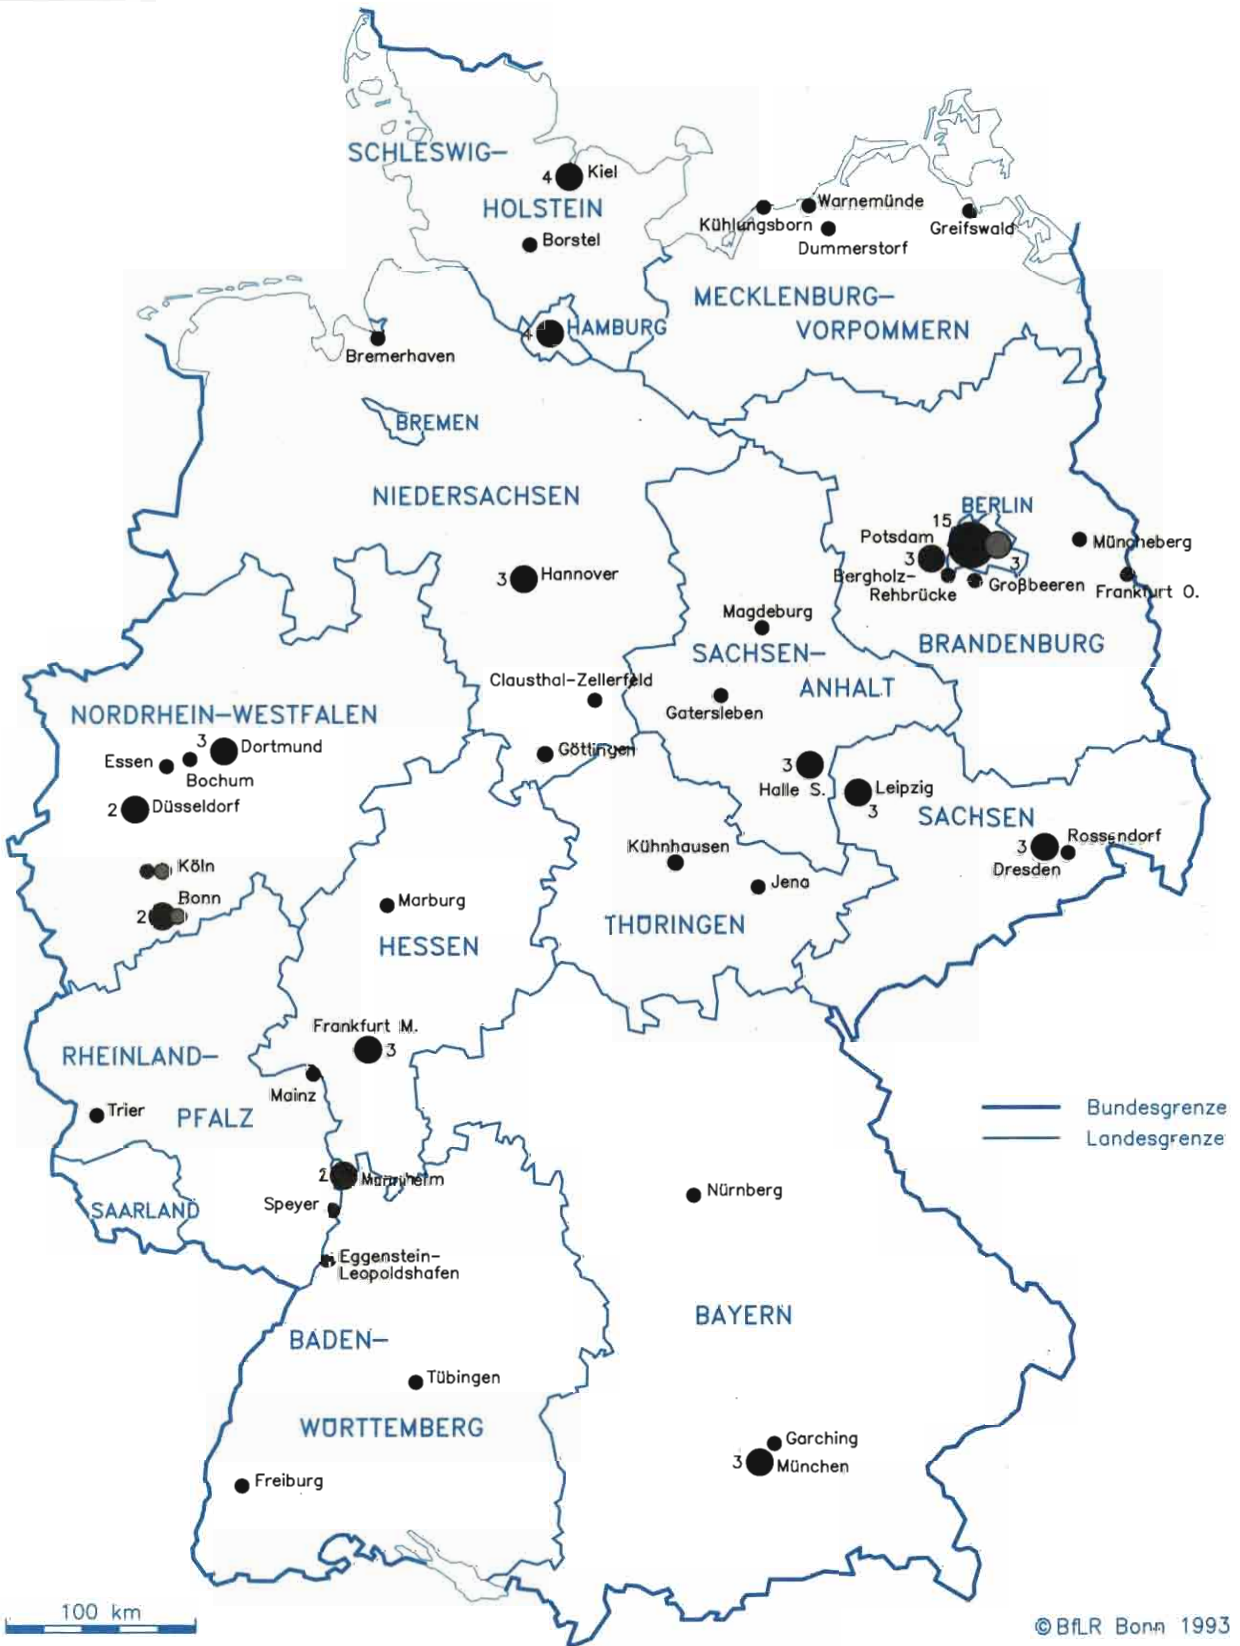 SCHLESWIG-
4 Kiel
HOLSTEIN
Borstel
Kühlungsborn
Warnemünde
Dummerstorf
Greifswald
MECKLENBURG-
VORPOMMERN
4 HAMBURG
Bremerhaven
BREMEN
NIEDERSACHSEN
BERLIN
15
Potsdam
3
3
Müncheberg
Bergholz-
Rehbrücke
Großbeeren
Frankfurt O.
3 Hannover
Magdeburg
SACHSEN-
ANHALT
BRANDENBURG
Clausthal-Zellerfeld
Gatersleben
NORDRHEIN-WESTFALEN
3 Dortmund
Essen
Bochum
Göttingen
3
Halle S.
Leipzig
3
2 Düsseldorf
SACHSEN
Rossendorf
3
Dresden
Kühnhausen
Jena
Köln
Bonn
2
Marburg
THÜRINGEN
HESSEN
Frankfurt M.
3
RHEINLAND-
PFALZ
Mainz
Trier
Bundesgrenze
Landesgrenze
2 Mannheim
Speyer
SAARLAND
Nürnberg
Eggenstein-
Leopoldshafen
BAYERN
BADEN-
WÜRTTEMBERG
Tübingen
Garching
3 München
Freiburg
100 km
©BfLR Bonn 1993